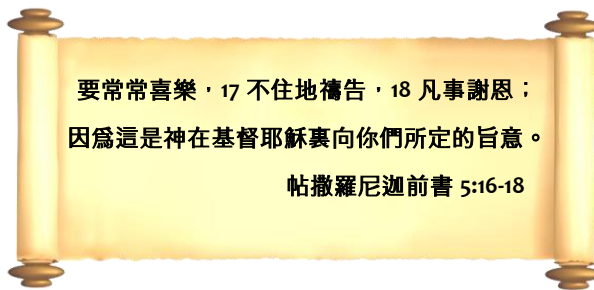 要常常喜樂，17 不住地禱告，18 凡事謝恩；
因爲這是神在基督耶穌裏向你們所定的旨意。
帖撒羅尼迦前書 5:16-18